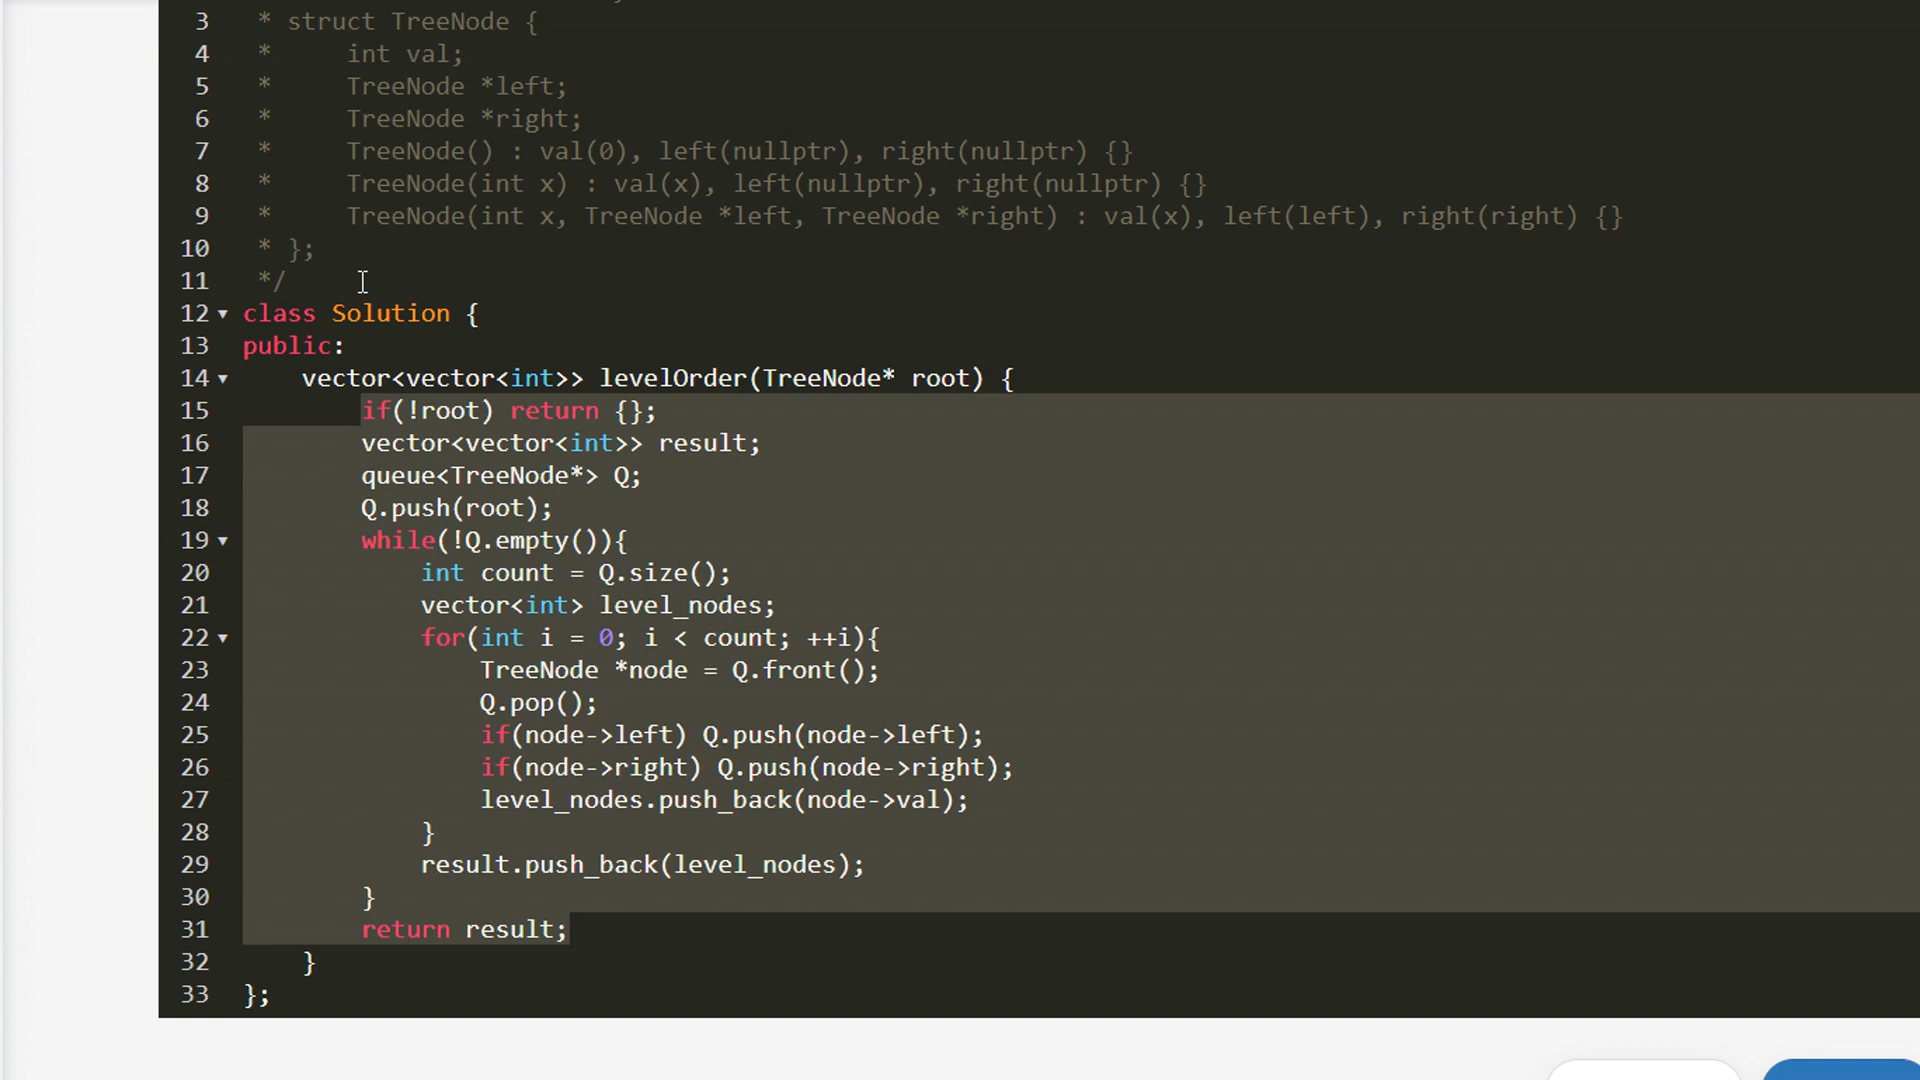 3 * struct TreeNode {
4 *     int val;
5 *     TreeNode *left;
6 *     TreeNode *right;
7 *     TreeNode() : val(0), left(nullptr), right(nullptr) {}
8 *     TreeNode(int x) : val(x), left(nullptr), right(nullptr) {}
9 *     TreeNode(int x, TreeNode *left, TreeNode *right) : val(x), left(left), right(right) {}
10 * };
11 */
12 class Solution {
13 public:
14     vector<vector<int>> levelOrder(TreeNode* root) {
15         if(!root) return {};
16         vector<vector<int>> result;
17         queue<TreeNode*> Q;
18         Q.push(root);
19         while(!Q.empty()){
20             int count = Q.size();
21             vector<int> level_nodes;
22             for(int i = 0; i < count; ++i){
23                 TreeNode *node = Q.front();
24                 Q.pop();
25                 if(node->left) Q.push(node->left);
26                 if(node->right) Q.push(node->right);
27                 level_nodes.push_back(node->val);
28             }
29             result.push_back(level_nodes);
30         }
31         return result;
32     }
33 };